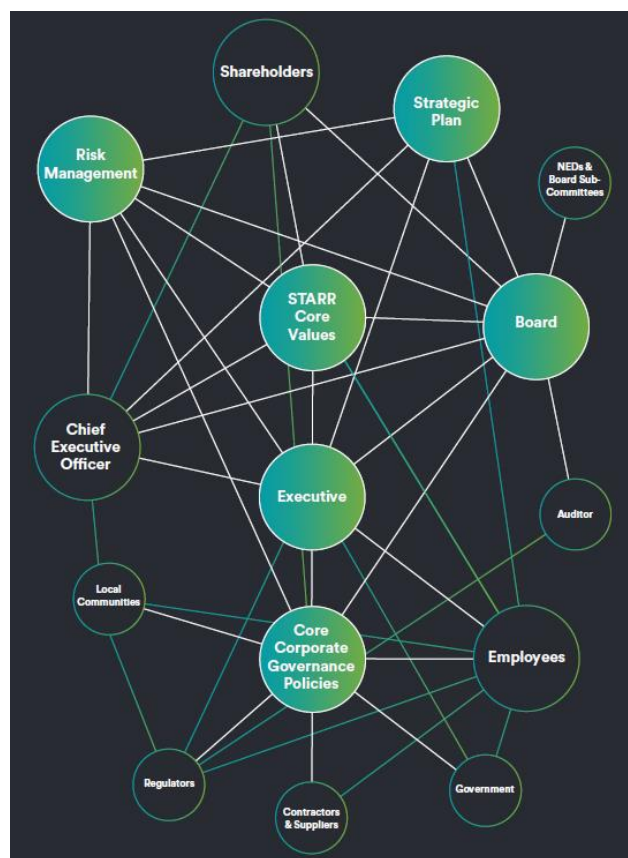 Shareholders
Strategic
Plan
Risk
Management
NEDs &
Board Sub-
Committees
STARR
Core
Values
Board
Chief
Executive
Officer
Executive
Auditor
Local
Communities
Core
Corporate
Governance
Policies
Employees
Regulators
Contractors
& Suppliers
Government